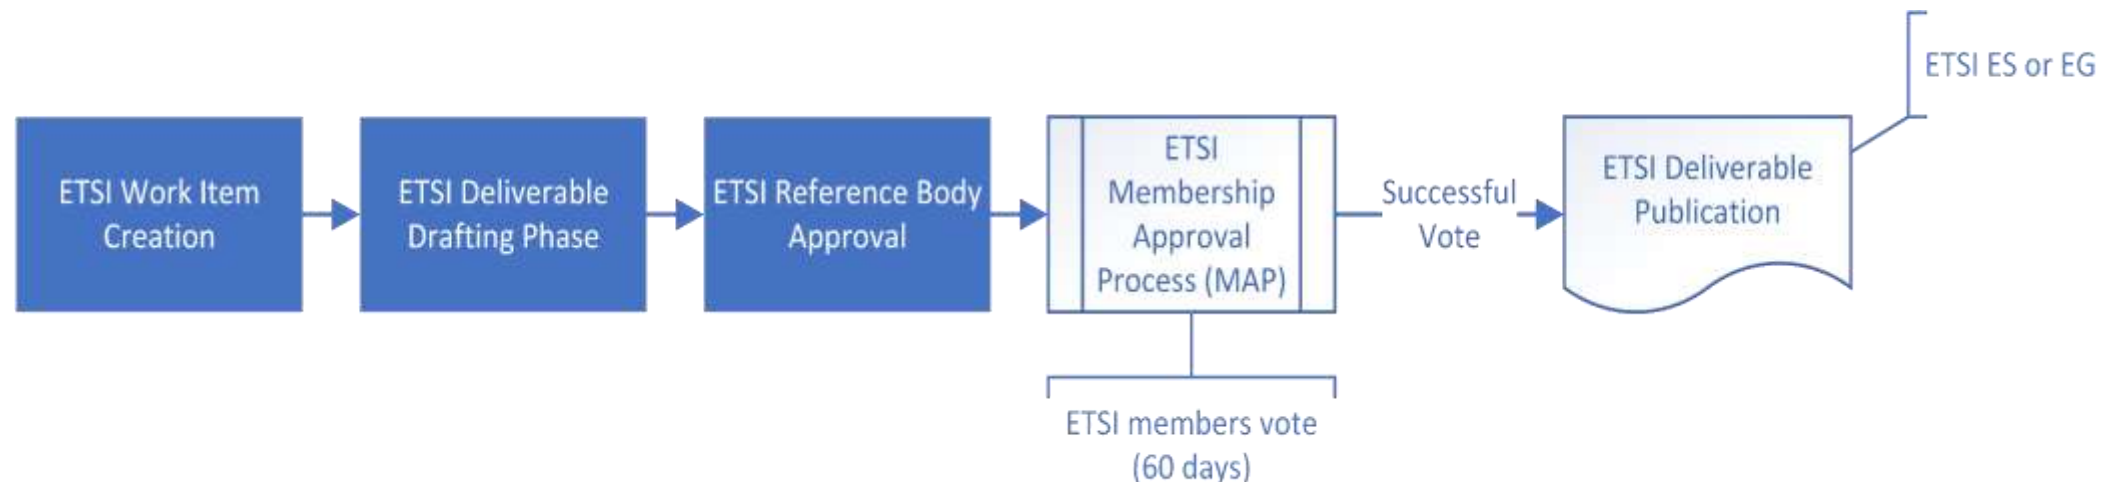 ETSI ES or EG
ETSI Work Item
Creation
ETSI Deliverable
Drafting Phase
ETSI Reference Body
Approval
ETSI
Membership
Approval
Process (MAP)
Successful
Vote
ETSI Deliverable
Publication
ETSI members vote
(60 days)